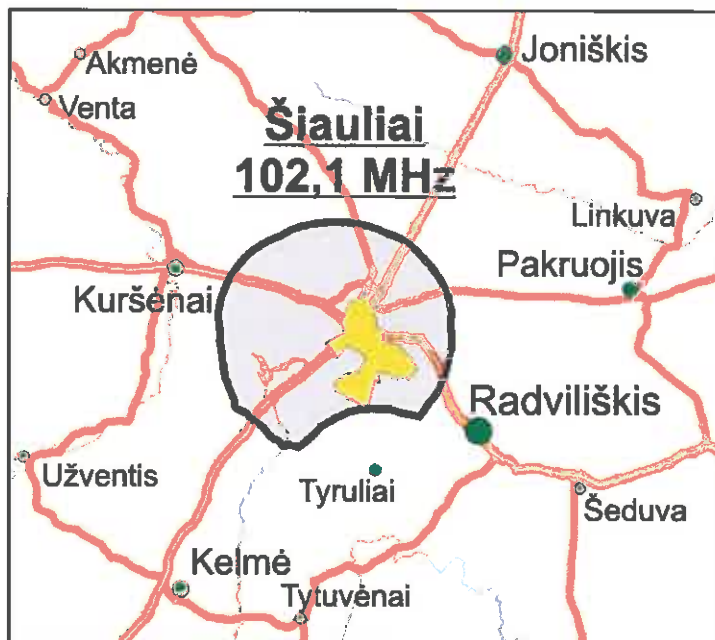 Akmenė
Joniškis
Venta
Šiauliai
102,1 MHz
Linkuva
Pakruojis
Kuršėnai
Radviliškis
Užventis
Tyruliai
Šeduva
Kelmė
Tytuvėnai